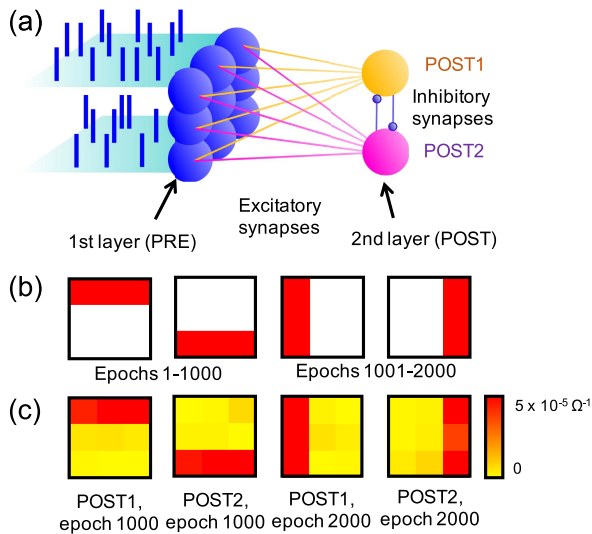 (a)
POST1
Inhibitory
synapses
POST2
Excitatory
synapses
1st layer (PRE)
2nd layer (POST)
(b)
Epochs 1-1000
Epochs 1001-2000
(c)
5 x 10⁻⁵ Ω⁻¹
0
POST1,
epoch 1000
POST2,
epoch 1000
POST1,
epoch 2000
POST2,
epoch 2000